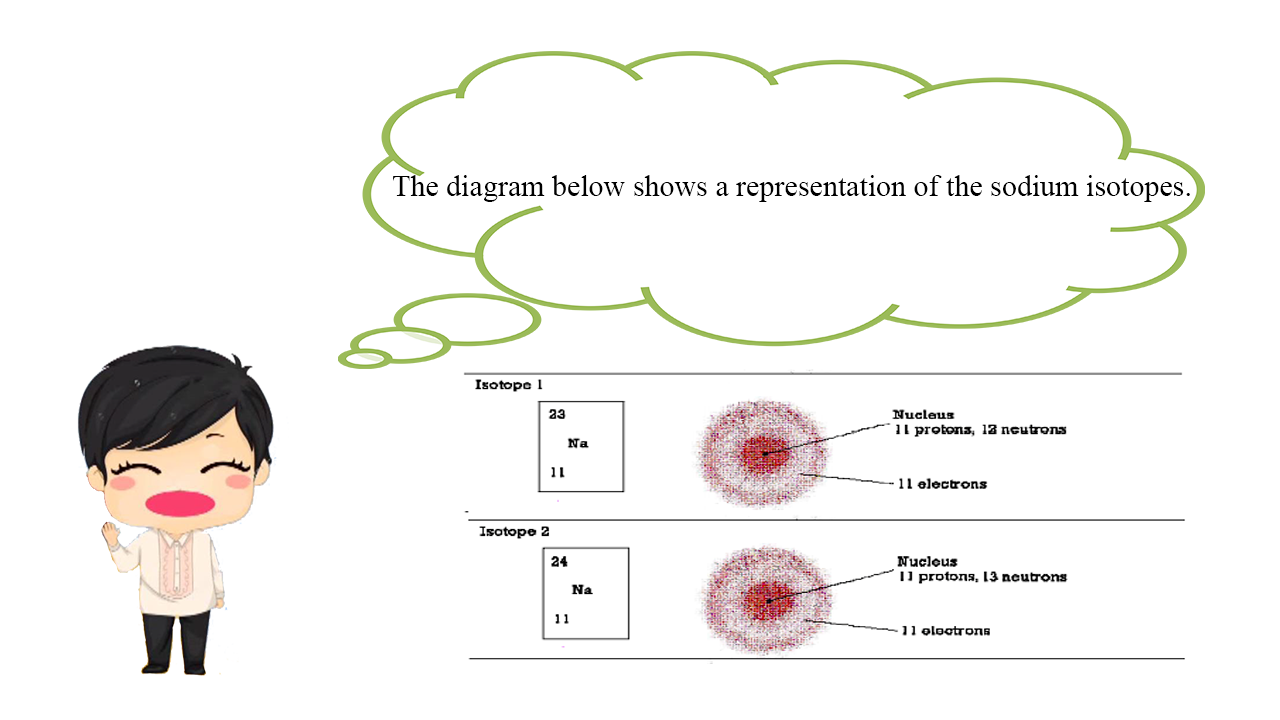 The diagram below shows a representation of the sodium isotopes.
Isotope 1
23
Na
11
Nucleus
11 protons, 12 neutrons
11 electrons
Isotope 2
24
Na
11
Nucleus
11 protons, 13 neutrons
11 electrons